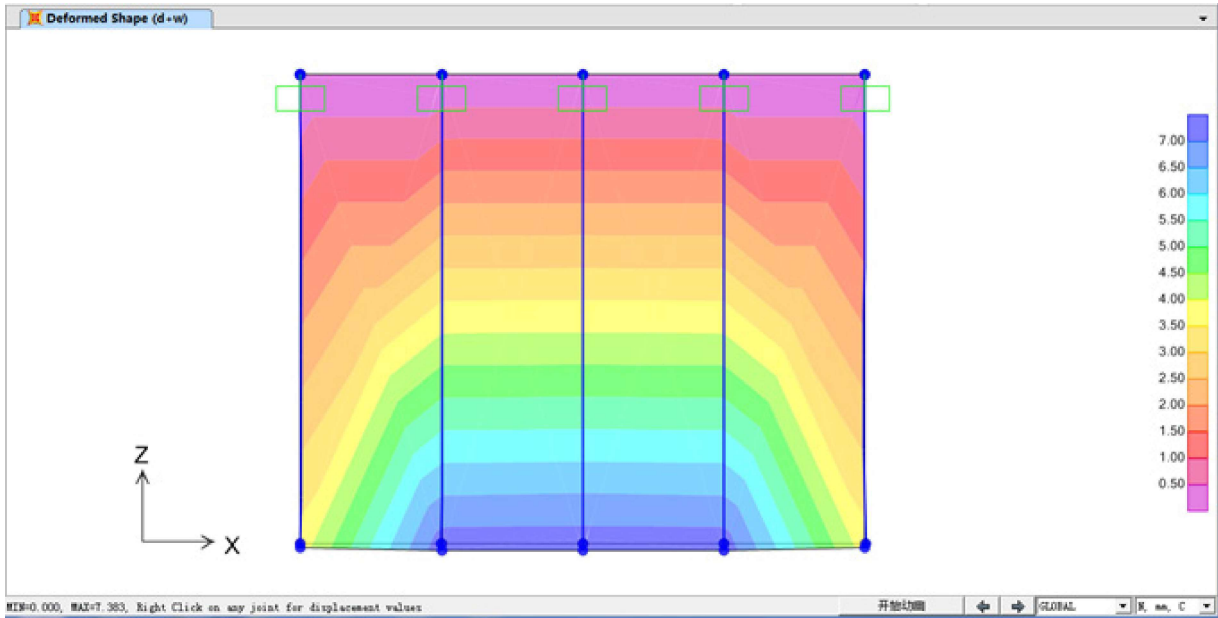 Deformed Shape (d+w)
7.00
6.50
6.00
5.50
5.00
4.50
4.00
3.50
3.00
2.50
2.00
1.50
1.00
0.50
Z
X
MIN=0.000, MAX=7.383, Right Click on any joint for displacement values
开始动画
GLOBAL
N, mm, C